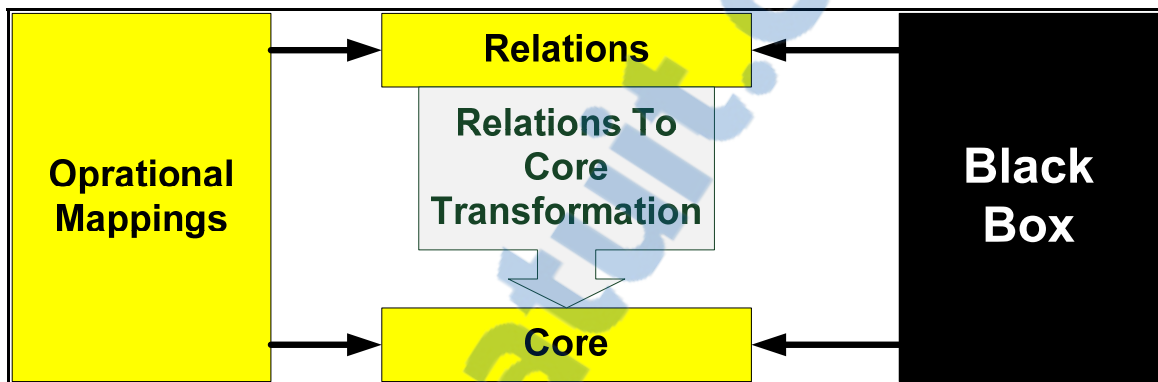 Relations
Relations To
Core
Transformation
Oprational
Mappings
Black
Box
Core